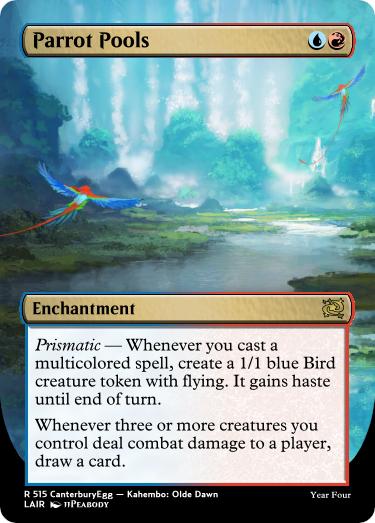 Parrot Pools
Enchantment
Prismatic — Whenever you cast a
multicolored spell, create a 1/1 blue Bird
creature token with flying. It gains haste
until end of turn.
Whenever three or more creatures you
control deal combat damage to a player,
draw a card.
R 515 CanterburyEgg — Kahembo: Olde Dawn
LAIR 11Peabody
Year Four